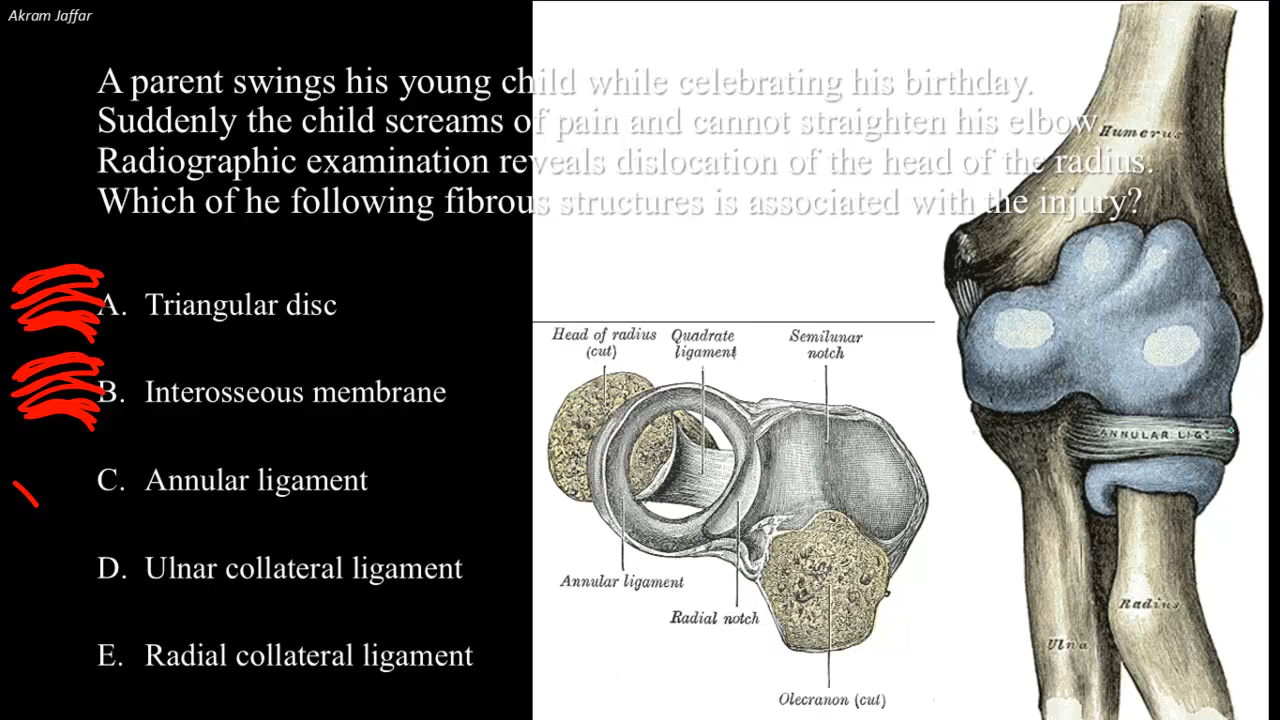 Akram Jaffar
A parent swings his young child while celebrating his birthday.
Suddenly the child screams of pain and cannot straighten his elbow.
Radiographic examination reveals dislocation of the head of the radius.
Which of he following fibrous structures is associated with the injury?
A. Triangular disc
B. Interosseous membrane
C. Annular ligament
D. Ulnar collateral ligament
E. Radial collateral ligament
Head of radius
(cut)
Quadrate
ligament
Semilunar
notch
Annular ligament
Radial notch
Olecranon (cut)
Humerus
ANNULAR LIGT.
Radius
Ulna